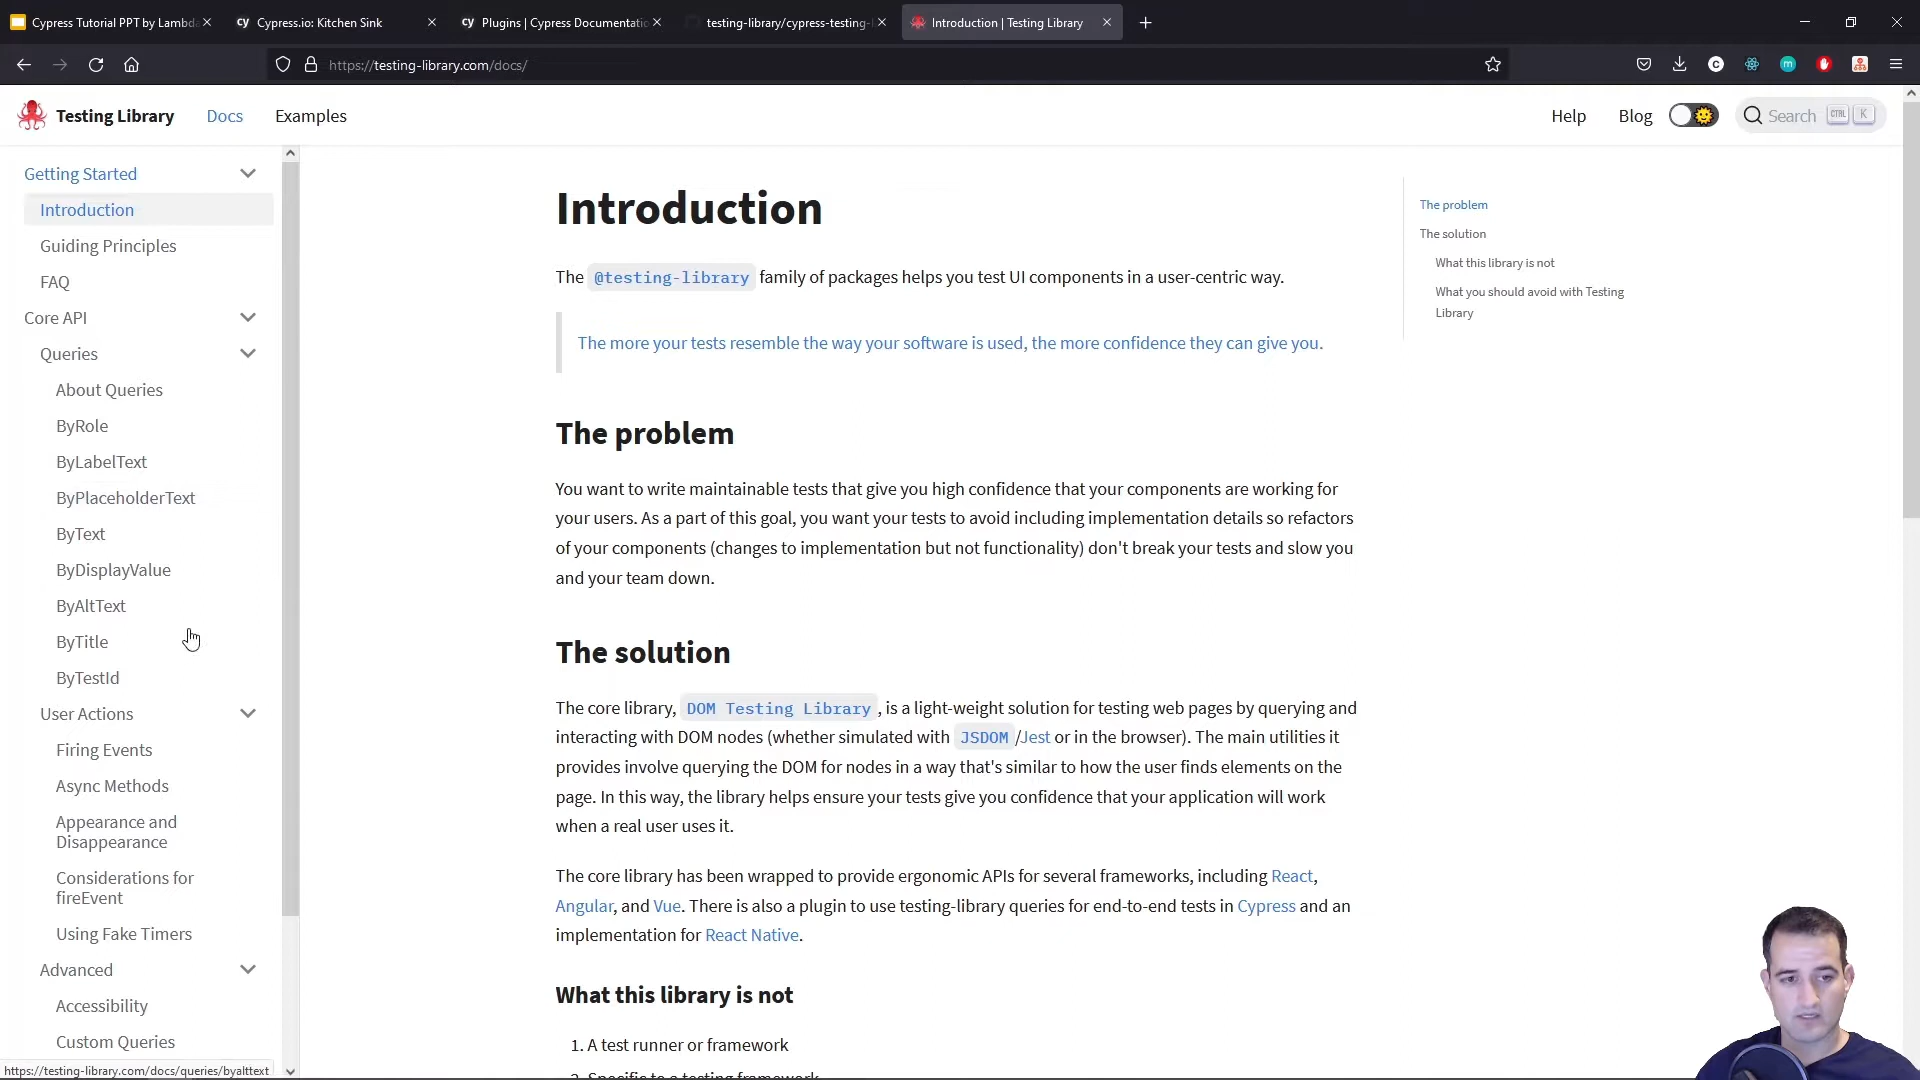 Cypress Tutorial PPT by Lambda
Cypress.io: Kitchen Sink
Plugins | Cypress Documentatio
testing-library/cypress-testing-l
Introduction | Testing Library
https://testing-library.com/docs/
Testing Library
Docs
Examples
Help
Blog
Search
CTRL
K
Getting Started
Introduction
Guiding Principles
FAQ
Core API
Queries
About Queries
ByRole
ByLabelText
ByPlaceholderText
ByText
ByDisplayValue
ByAltText
ByTitle
ByTestId
User Actions
Firing Events
Async Methods
Appearance and
Disappearance
Considerations for
fireEvent
Using Fake Timers
Advanced
Accessibility
Custom Queries
https://testing-library.com/docs/queries/byalttext
Introduction
The @testing-library family of packages helps you test UI components in a user-centric way.
The more your tests resemble the way your software is used, the more confidence they can give you.
The problem
You want to write maintainable tests that give you high confidence that your components are working for
your users. As a part of this goal, you want your tests to avoid including implementation details so refactors
of your components (changes to implementation but not functionality) don't break your tests and slow you
and your team down.
The solution
The core library, DOM Testing Library, is a light-weight solution for testing web pages by querying and
interacting with DOM nodes (whether simulated with JSDOM/Jest or in the browser). The main utilities it
provides involve querying the DOM for nodes in a way that's similar to how the user finds elements on the
page. In this way, the library helps ensure your tests give you confidence that your application will work
when a real user uses it.
The core library has been wrapped to provide ergonomic APIs for several frameworks, including React,
Angular, and Vue. There is also a plugin to use testing-library queries for end-to-end tests in Cypress and an
implementation for React Native.
What this library is not
1. A test runner or framework
2. Specific to a testing framework
The problem
The solution
What this library is not
What you should avoid with Testing
Library